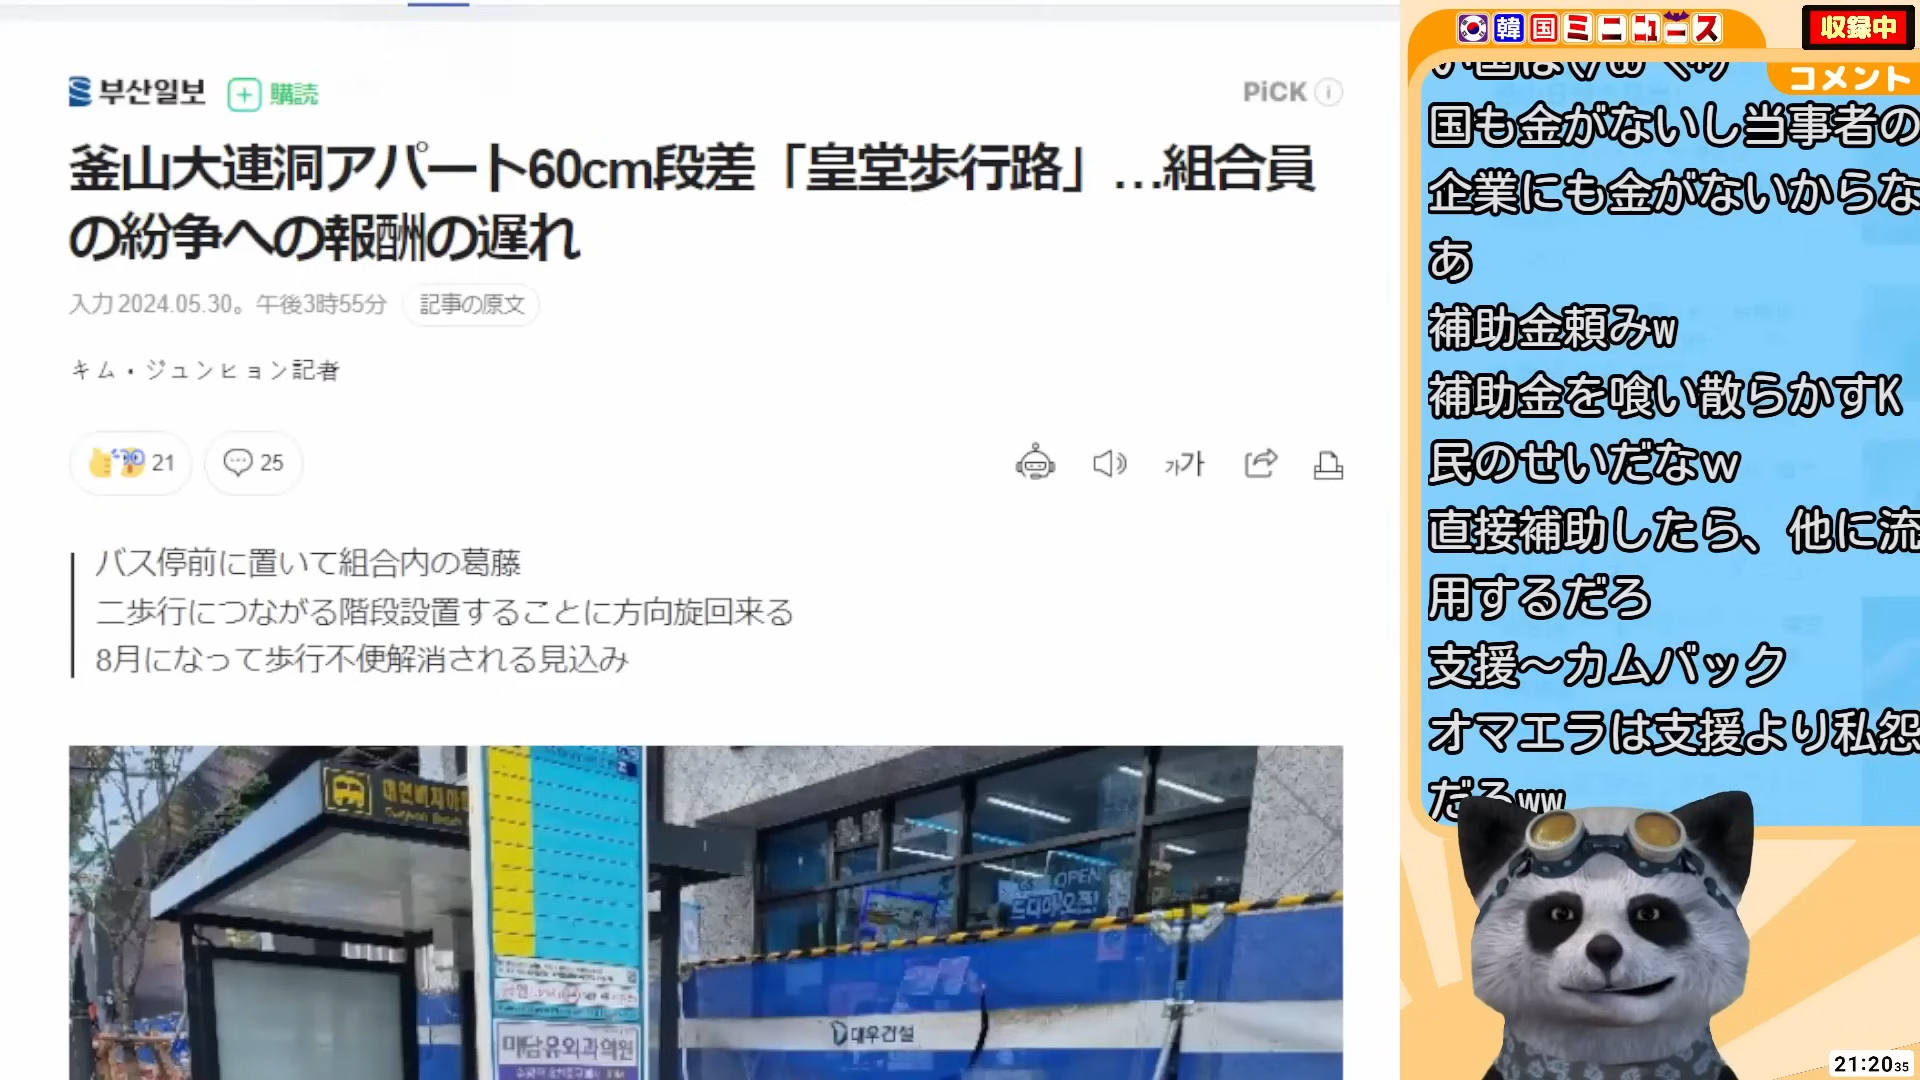 부산일보
購読
PiCK
釜山大連洞アパート60cm段差「皇堂歩行路」…組合員
の紛争への報酬の遅れ
入力 2024.05.30。午後3時55分
記事の原文
キム・ジュンヒョン記者
21
25
가가
バス停前に置いて組合内の葛藤
二歩行につながる階段設置することに方向旋回来る
8月になって歩行不便解消される見込み
OPEN
대우건설
매남유외과의원
韓国ミニニュース
収録中
コメント
国も金がないし当事者の
企業にも金がないからな
あ
補助金頼みw
補助金を喰い散らかすK
民のせいだなｗ
直接補助したら、他に流
用するだろ
支援～カムバック
オマエラは支援より私怨
だろww
21:20 35